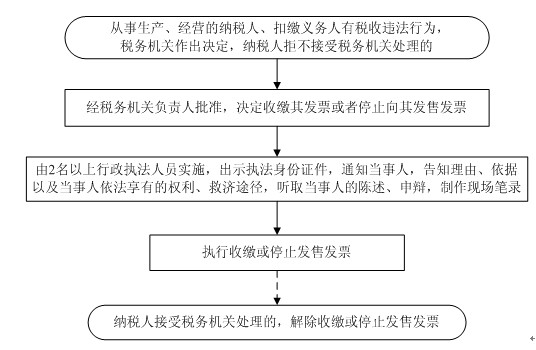 从事生产、经营的纳税人、扣缴义务人有税收违法行为，
税务机关作出决定，纳税人拒不接受税务机关处理的
经税务机关负责人批准，决定收缴其发票或者停止向其发售发票
由2名以上行政执法人员实施，出示执法身份证件，通知当事人，告知理由、依据
以及当事人依法享有的权利、救济途径，听取当事人的陈述、申辩，制作现场笔录
执行收缴或停止发售发票
纳税人接受税务机关处理的，解除收缴或停止发售发票